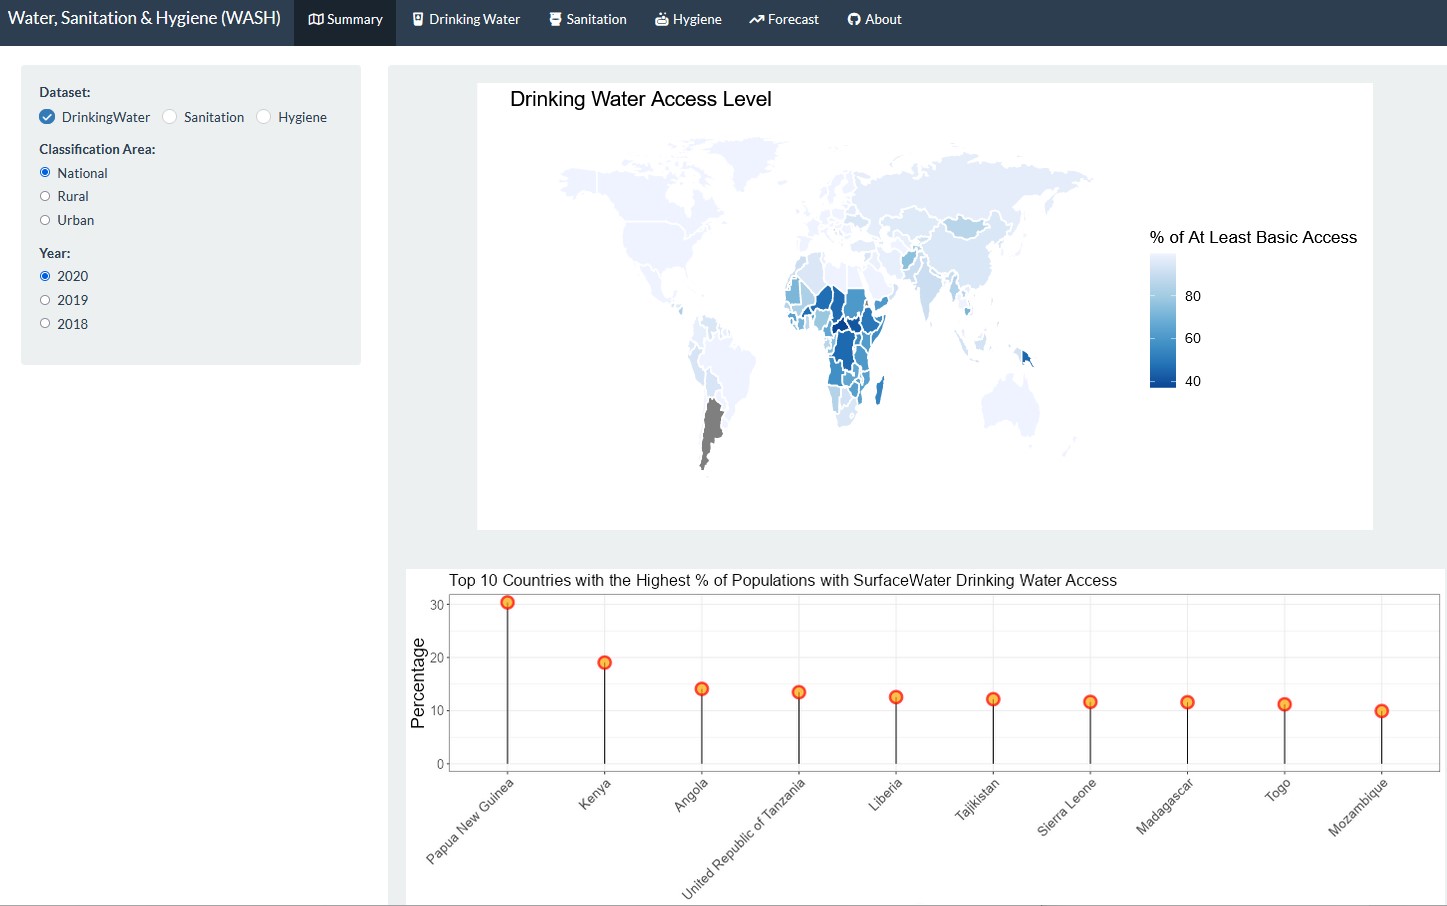 Water, Sanitation & Hygiene (WASH) Summary Drinking Water Sanitation Hygiene Forecast About
Dataset:
DrinkingWater Sanitation Hygiene
Classification Area:
National
Rural
Urban
Year:
2020
2019
2018
Drinking Water Access Level
% of At Least Basic Access
80
60
40
Top 10 Countries with the Highest % of Populations with SurfaceWater Drinking Water Access
Percentage
30
20
10
0
Papua New Guinea
Kenya
Angola
United Republic of Tanzania
Liberia
Tajikistan
Sierra Leone
Madagascar
Togo
Mozambique